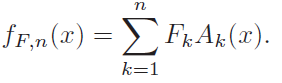 f_{F,n}(x) = \sum_{k=1}^{n} F_k A_k(x).